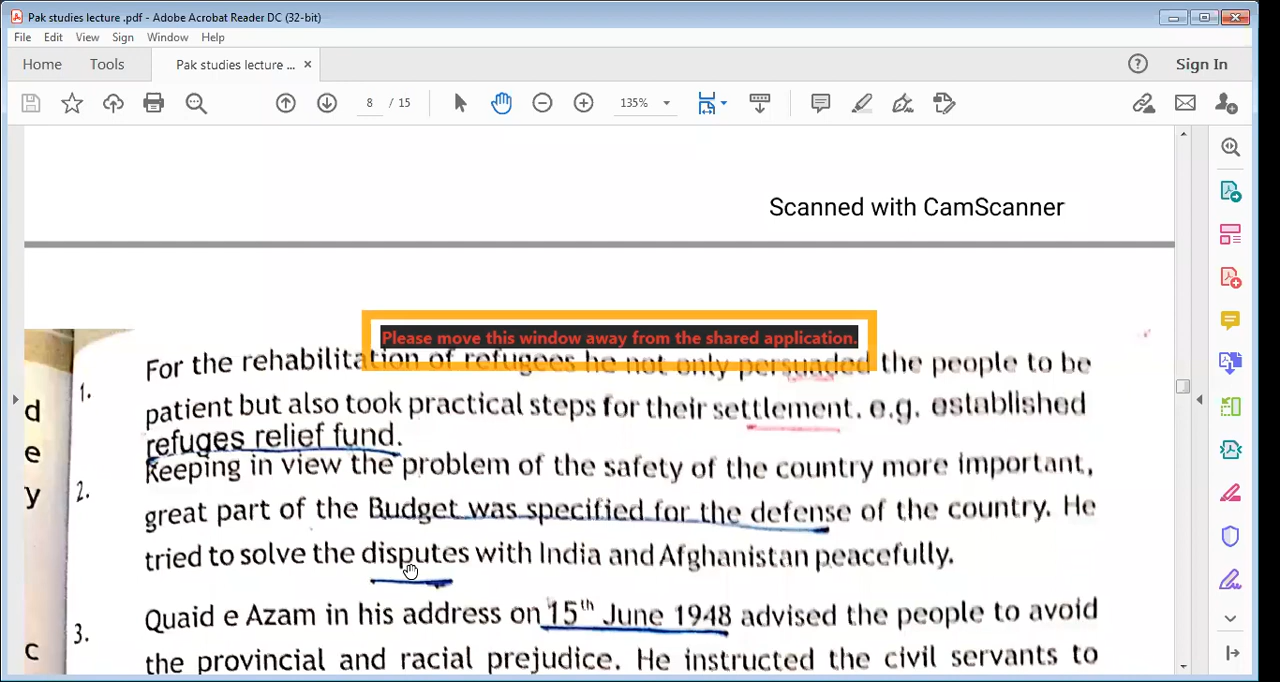 Pak studies lecture .pdf - Adobe Acrobat Reader DC (32-bit)
File Edit View Sign Window Help
Home Tools Pak studies lecture ... × Sign In
8 / 15 135%
Scanned with CamScanner
Please move this window away from the shared application.
1. For the rehabilitation of refugees he not only persuaded the people to be
patient but also took practical steps for their settlement. e.g. established
refuges relief fund.
2. Keeping in view the problem of the safety of the country more important,
great part of the Budget was specified for the defense of the country. He
tried to solve the disputes with India and Afghanistan peacefully.
3. Quaid e Azam in his address on 15th June 1948 advised the people to avoid
the provincial and racial prejudice. He instructed the civil servants to
d
e
y
c